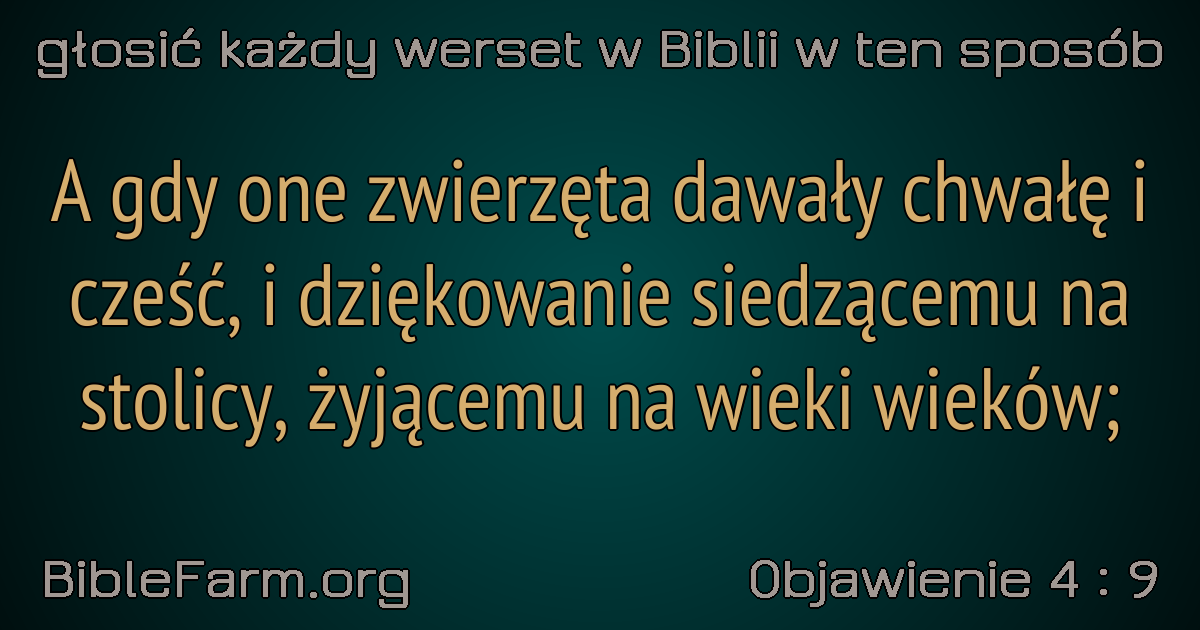 głosić każdy werset w Biblii w ten sposób
A gdy one zwierzęta dawały chwałę i
cześć, i dziękowanie siedzącemu na
stolicy, żyjącemu na wieki wieków;
BibleFarm.org
Objawienie 4 : 9